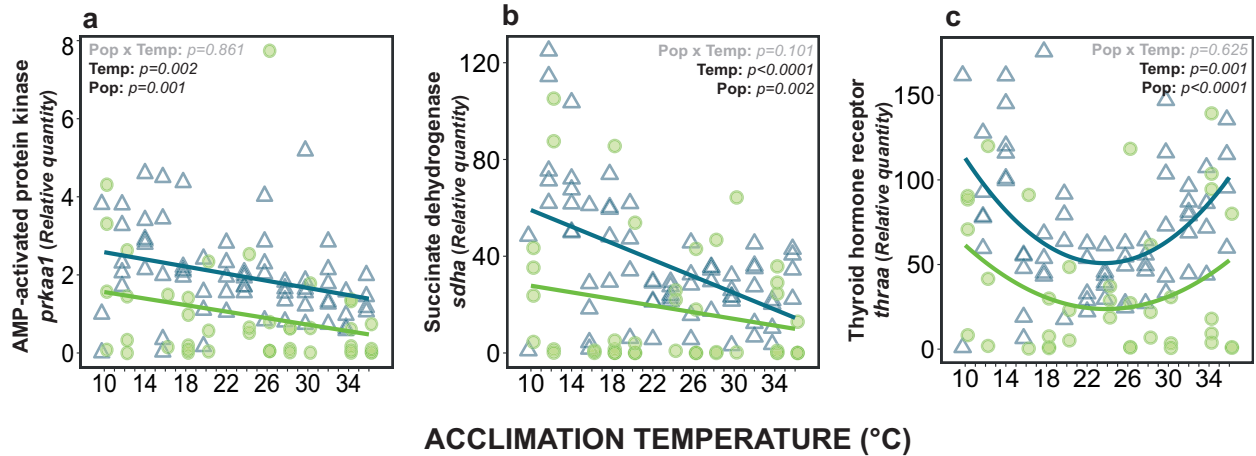 a
AMP-activated protein kinase
prkaa1 (Relative quantity)
Pop x Temp: p=0.861
Temp: p=0.002
Pop: p=0.001
8
6
4
2
0
10 14 18 22 26 30 34
b
Succinate dehydrogenase
sdha (Relative quantity)
Pop x Temp: p=0.101
Temp: p<0.0001
Pop: p=0.002
120
80
40
0
10 14 18 22 26 30 34
c
Thyroid hormone receptor
thraa (Relative quantity)
Pop x Temp: p=0.625
Temp: p=0.001
Pop: p<0.0001
150
100
50
0
10 14 18 22 26 30 34
ACCLIMATION TEMPERATURE (°C)